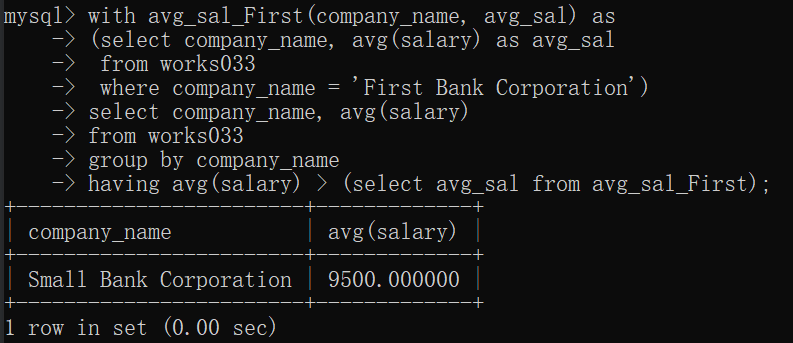 mysql> with avg_sal_First(company_name, avg_sal) as
    -> (select company_name, avg(salary) as avg_sal
    ->  from works033
    ->  where company_name = 'First Bank Corporation')
    -> select company_name, avg(salary)
    -> from works033
    -> group by company_name
    -> having avg(salary) > (select avg_sal from avg_sal_First);
+------------------------+-------------+
| company_name           | avg(salary) |
+------------------------+-------------+
| Small Bank Corporation | 9500.000000 |
+------------------------+-------------+
1 row in set (0.00 sec)